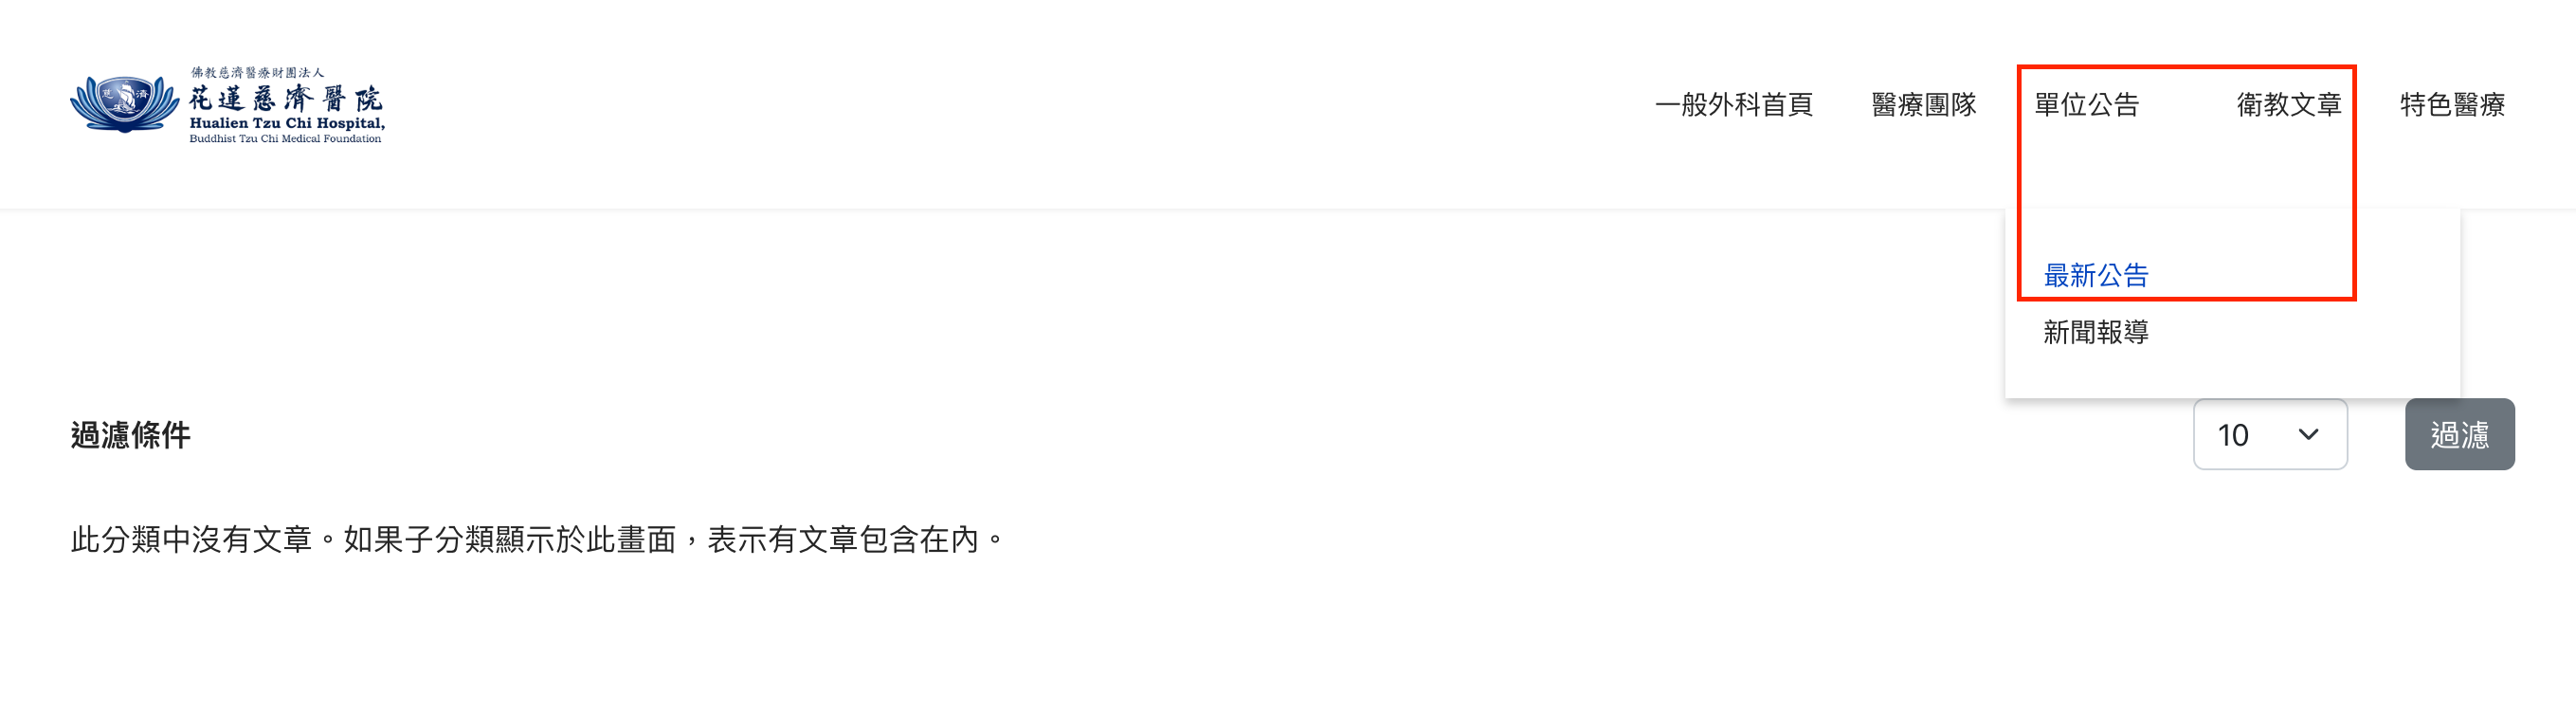 佛教慈濟醫療財團法人
慈 濟
花蓮慈濟醫院
Hualien Tzu Chi Hospital,
Buddhist Tzu Chi Medical Foundation
一般外科首頁 醫療團隊 單位公告 衛教文章 特色醫療
最新公告
新聞報導
過濾條件 10 過濾
此分類中沒有文章。如果子分類顯示於此畫面，表示有文章包含在內。